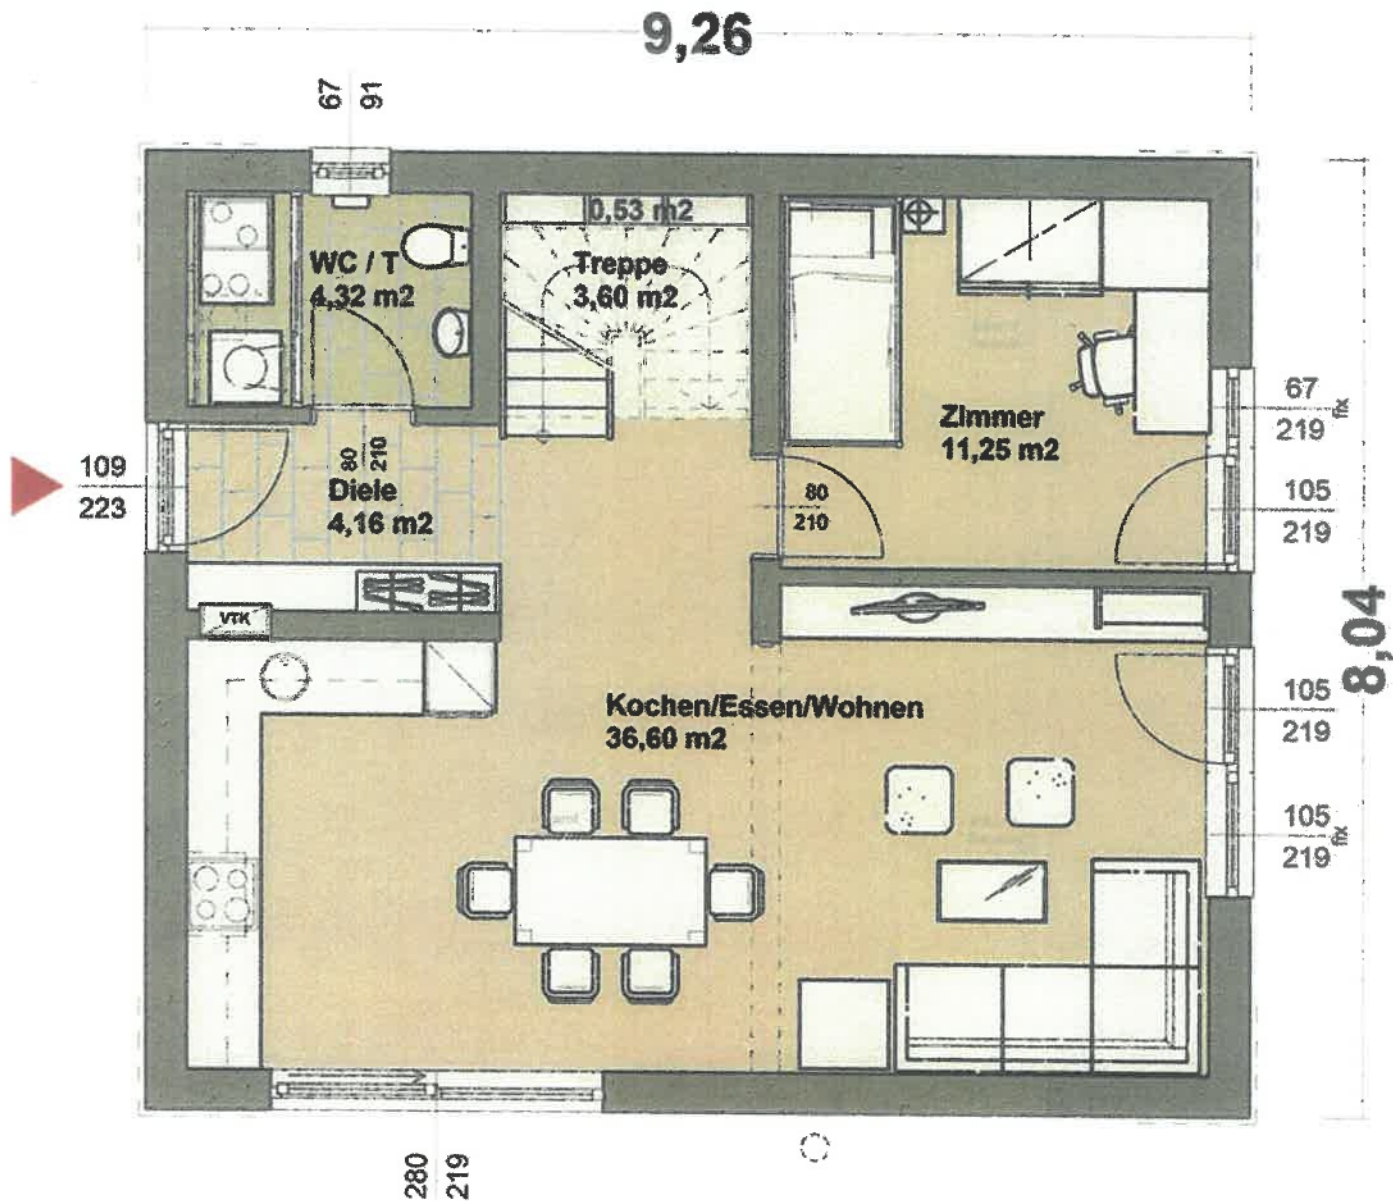 9,26
67
91
0,53 m2
WC / T
4,32 m2
Treppe
3,60 m2
Zimmer
11,25 m2
67
219 fix
109
223
80
210
Diele
4,16 m2
80
210
105
219
VTK
8,04
Kochen/Essen/Wohnen
36,60 m2
105
219
105
219 fix
280
219